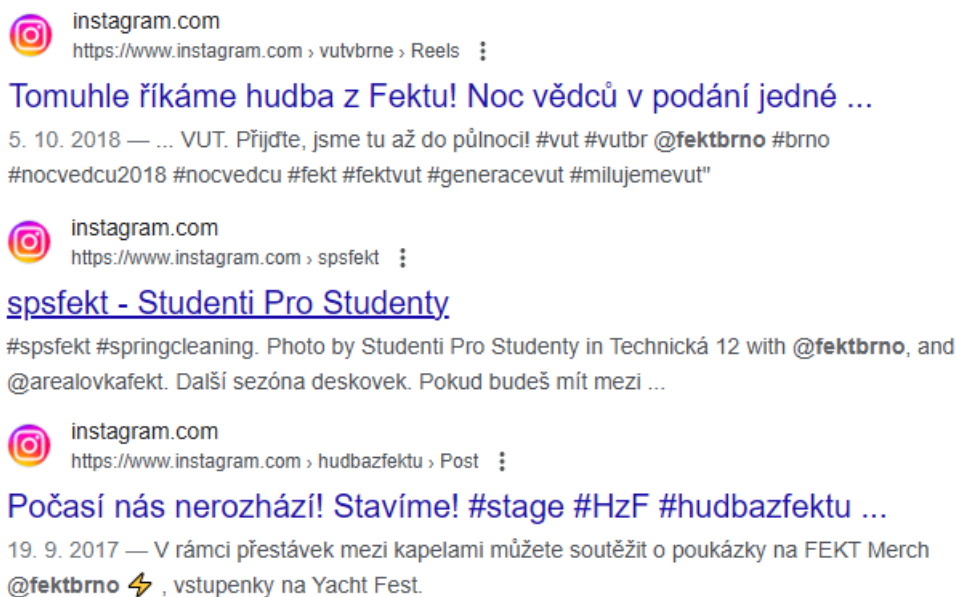 instagram.com
https://www.instagram.com › vutvbrne › Reels
Tomuhle říkáme hudba z Fektu! Noc vědců v podání jedné ...
5. 10. 2018 — ... VUT. Přijďte, jsme tu až do půlnoci! #vut #vutbr @fektbrno #brno
#nocvedcu2018 #nocvedcu #fekt #fektvut #generacevut #milujemevut"
instagram.com
https://www.instagram.com › spsfekt
spsfekt - Studenti Pro Studenty
#spsfekt #springcleaning. Photo by Studenti Pro Studenty in Technická 12 with @fektbrno, and
@arealovkafekt. Další sezóna deskovek. Pokud budeš mít mezi ...
instagram.com
https://www.instagram.com › hudbazfektu › Post
Počasí nás nerozhází! Stavíme! #stage #HzF #hudbazfektu ...
19. 9. 2017 — V rámci přestávek mezi kapelami můžete soutěžit o poukázky na FEKT Merch
@fektbrno ⚡ , vstupenky na Yacht Fest.